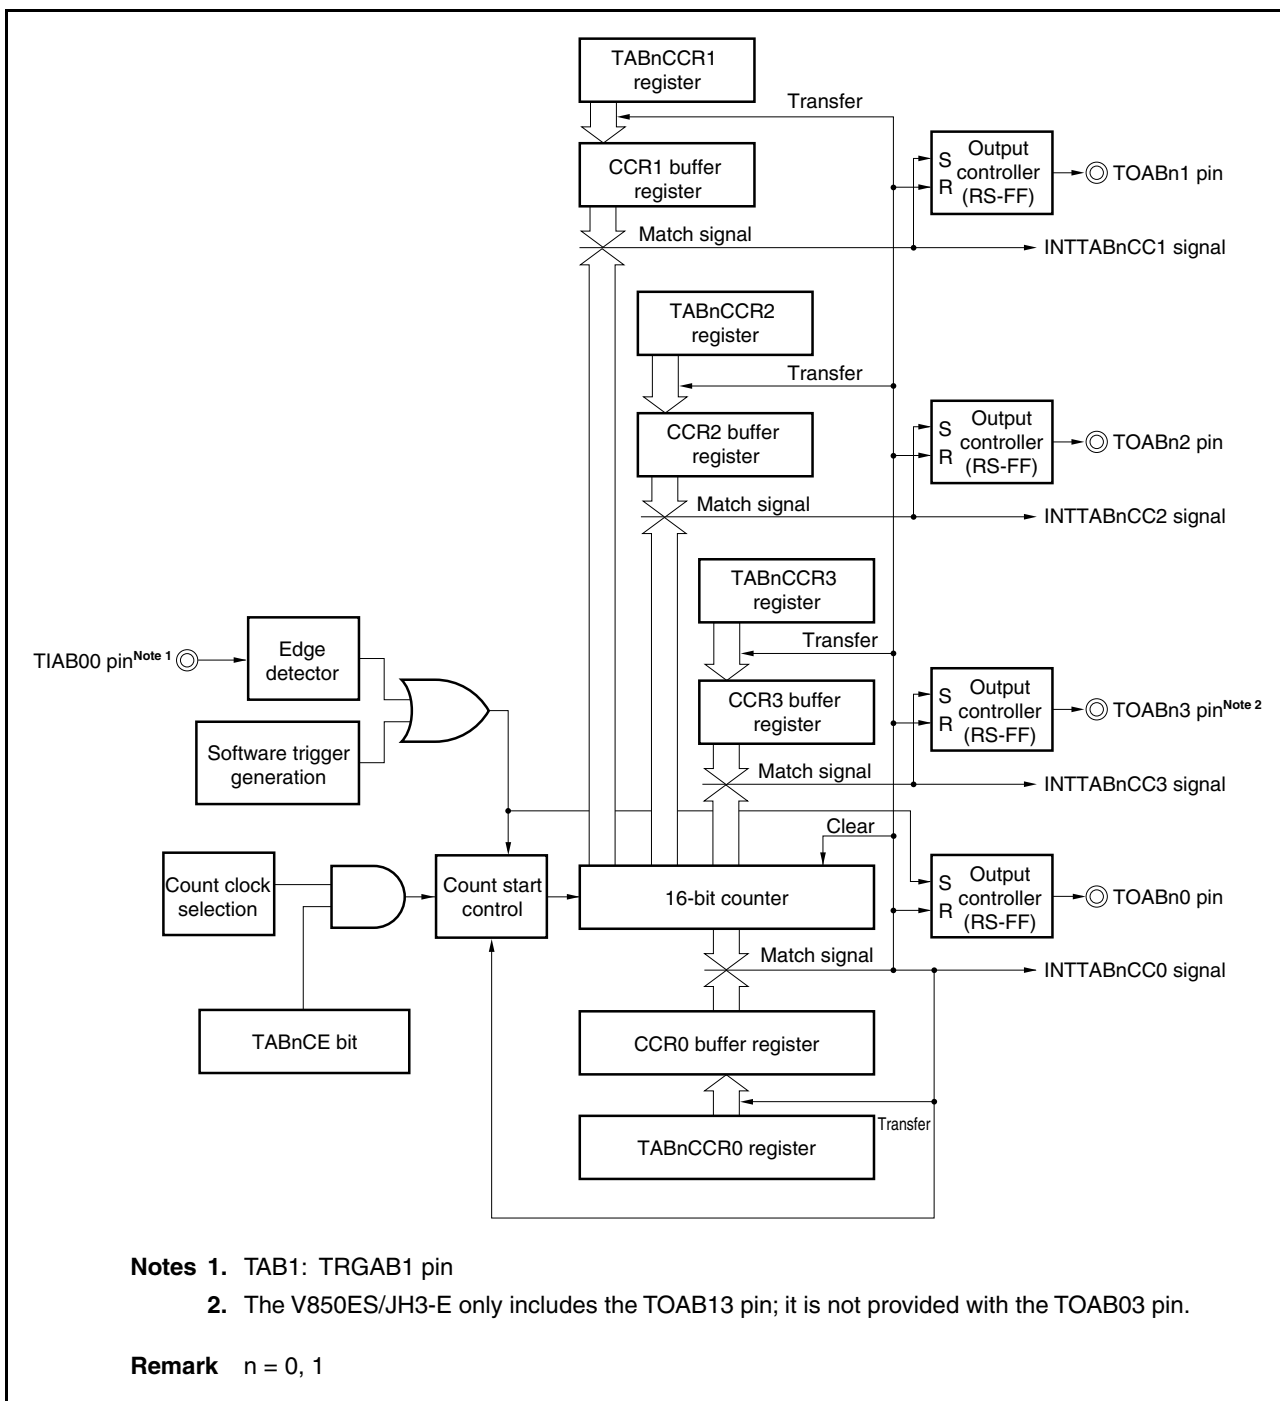 TABnCCR1
register
Transfer
CCR1 buffer
register
S
R
Output
controller
(RS-FF)
TOABn1 pin
Match signal
INTTABnCC1 signal
TABnCCR2
register
Transfer
CCR2 buffer
register
S
R
Output
controller
(RS-FF)
TOABn2 pin
Match signal
INTTABnCC2 signal
TABnCCR3
register
Transfer
TIAB00 pin Note 1
Edge
detector
CCR3 buffer
register
S
R
Output
controller
(RS-FF)
TOABn3 pin Note 2
Software trigger
generation
Match signal
INTTABnCC3 signal
Clear
Count clock
selection
Count start
control
16-bit counter
S
R
Output
controller
(RS-FF)
TOABn0 pin
Match signal
INTTABnCC0 signal
TABnCE bit
CCR0 buffer register
Transfer
TABnCCR0 register
Notes 1. TAB1: TRGAB1 pin
2. The V850ES/JH3-E only includes the TOAB13 pin; it is not provided with the TOAB03 pin.
Remark n = 0, 1